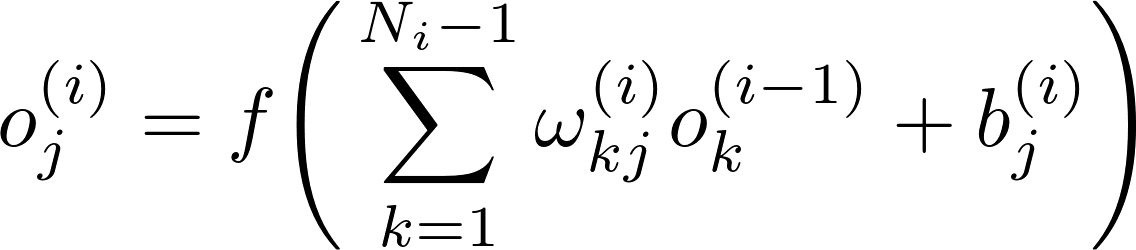 $o_j^{(i)} = f\left( \sum_{k=1}^{N_i-1} \omega_{kj}^{(i)} o_k^{(i-1)} + b_j^{(i)} \right)$